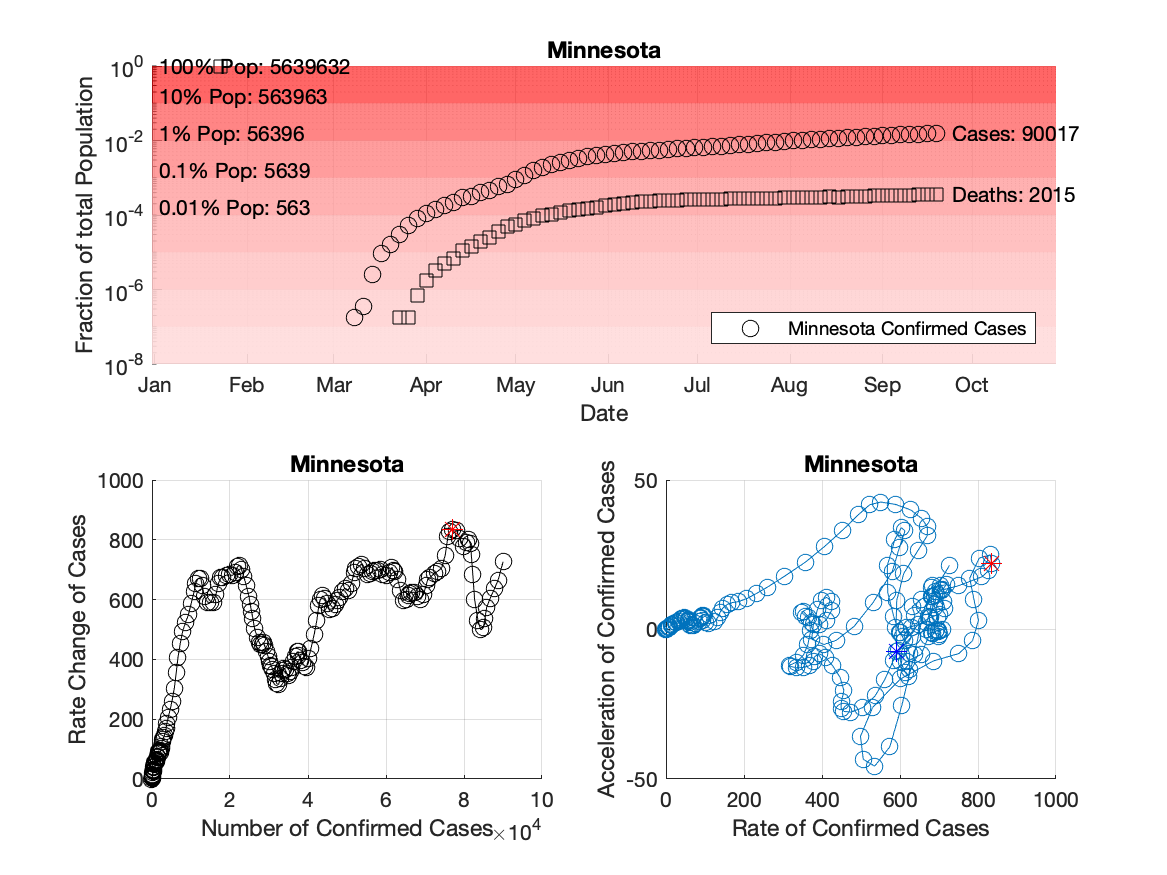 Minnesota
Fraction of total Population
10^0
10^-2
10^-4
10^-6
10^-8
100% Pop: 5639632
10% Pop: 563963
1% Pop: 56396
0.1% Pop: 5639
0.01% Pop: 563
Cases: 90017
Deaths: 2015
Minnesota Confirmed Cases
Jan Feb Mar Apr May Jun Jul Aug Sep Oct
Date
Minnesota
Rate Change of Cases
1000
800
600
400
200
0
0 2 4 6 8 10
Number of Confirmed Cases ×10^4
Minnesota
Acceleration of Confirmed Cases
50
0
-50
0 200 400 600 800 1000
Rate of Confirmed Cases